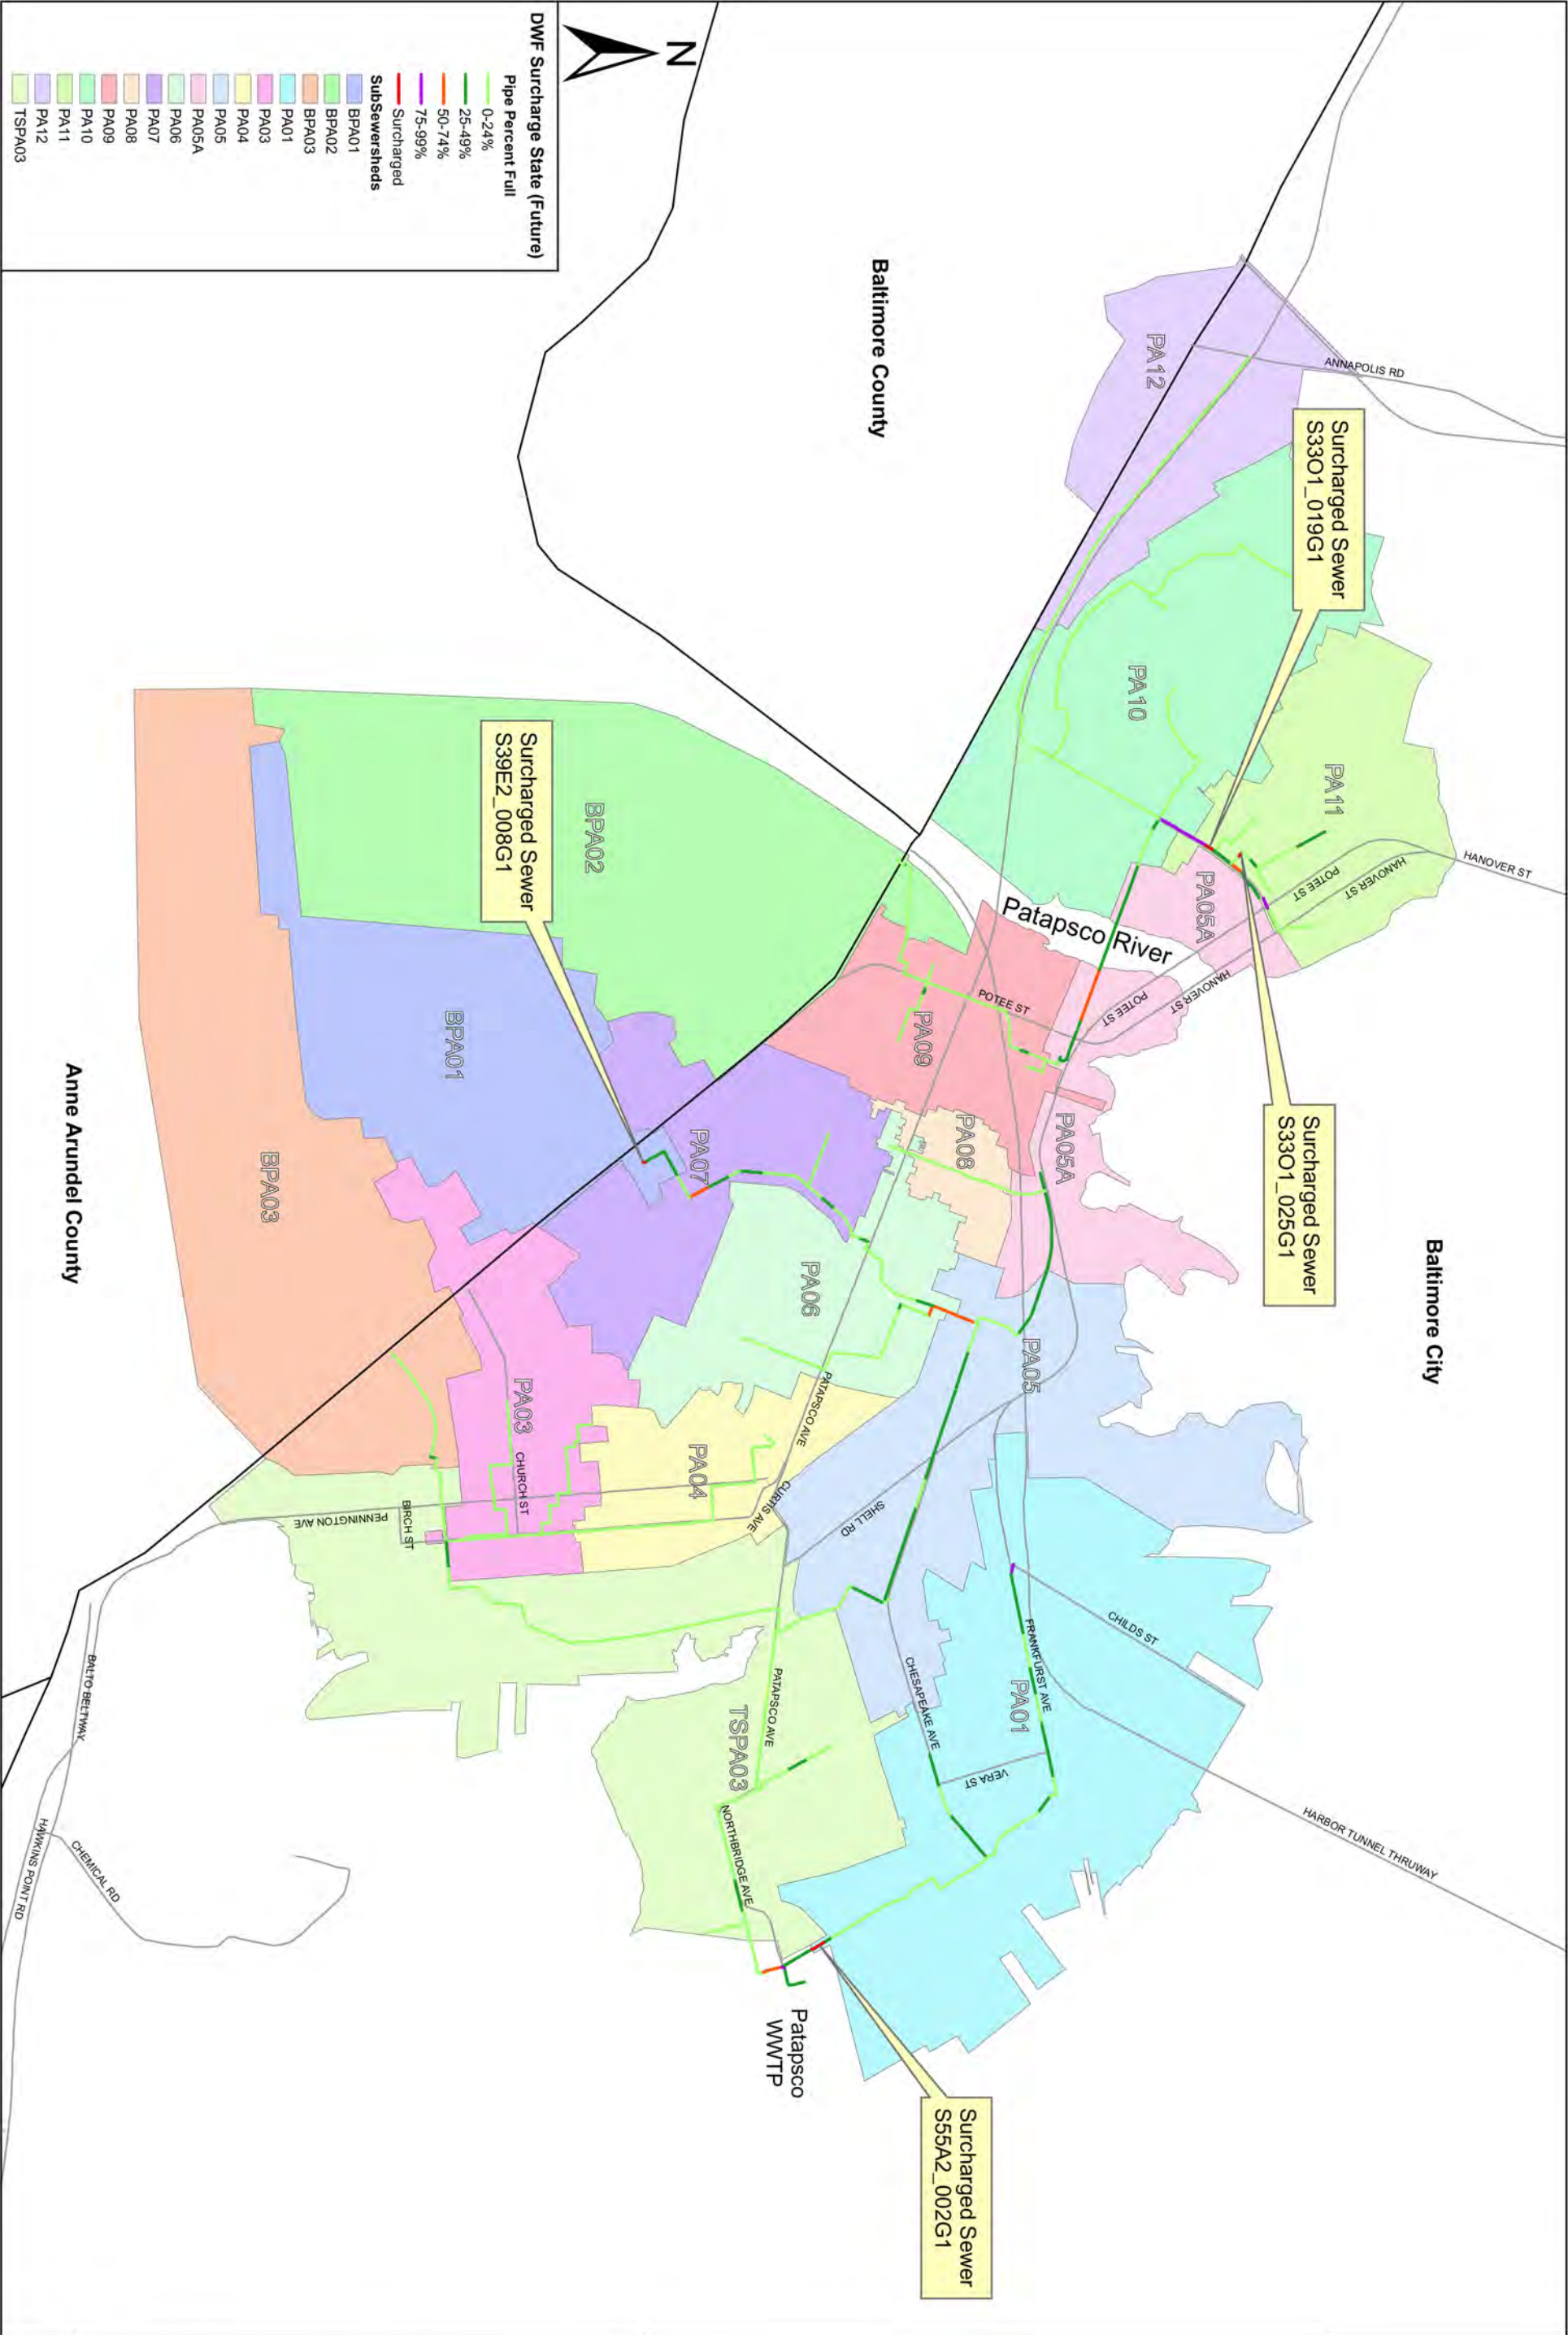 DWF Surcharge State (Future)
Pipe Percent Full
0-24%
25-49%
50-74%
75-99%
Surcharged
SubSewersheds
BPA01
BPA02
BPA03
PA01
PA03
PA04
PA05
PA05A
PA06
PA07
PA08
PA09
PA10
PA11
PA12
TSPA03
N
Baltimore County
Baltimore City
Anne Arundel County
Patapsco River
Patapsco
WWTP
Surcharged Sewer
S33O1_019G1
Surcharged Sewer
S33O1_025G1
Surcharged Sewer
S39E2_008G1
Surcharged Sewer
S55A2_002G1
PA12
PA10
PA11
PA05A
PA09
PA08
PA05A
PA07
PA06
PA05
PA04
PA03
PA01
TSPA03
BPA02
BPA01
BPA03
ANNAPOLIS RD
HANOVER ST
HANOVER ST
POTEE ST
HANOVER ST
POTEE ST
POTEE ST
PATAPSCO AVE
CURTIS AVE
SHELL RD
CHURCH ST
BIRCH ST
PENNINGTON AVE
CHILDS ST
FRANKFURST AVE
CHESAPEAKE AVE
VERA ST
PATAPSCO AVE
NORTHBRIDGE AVE
HARBOR TUNNEL THRUWAY
BALTO BELTWAY
HAWKINS POINT RD
CHEMICAL RD